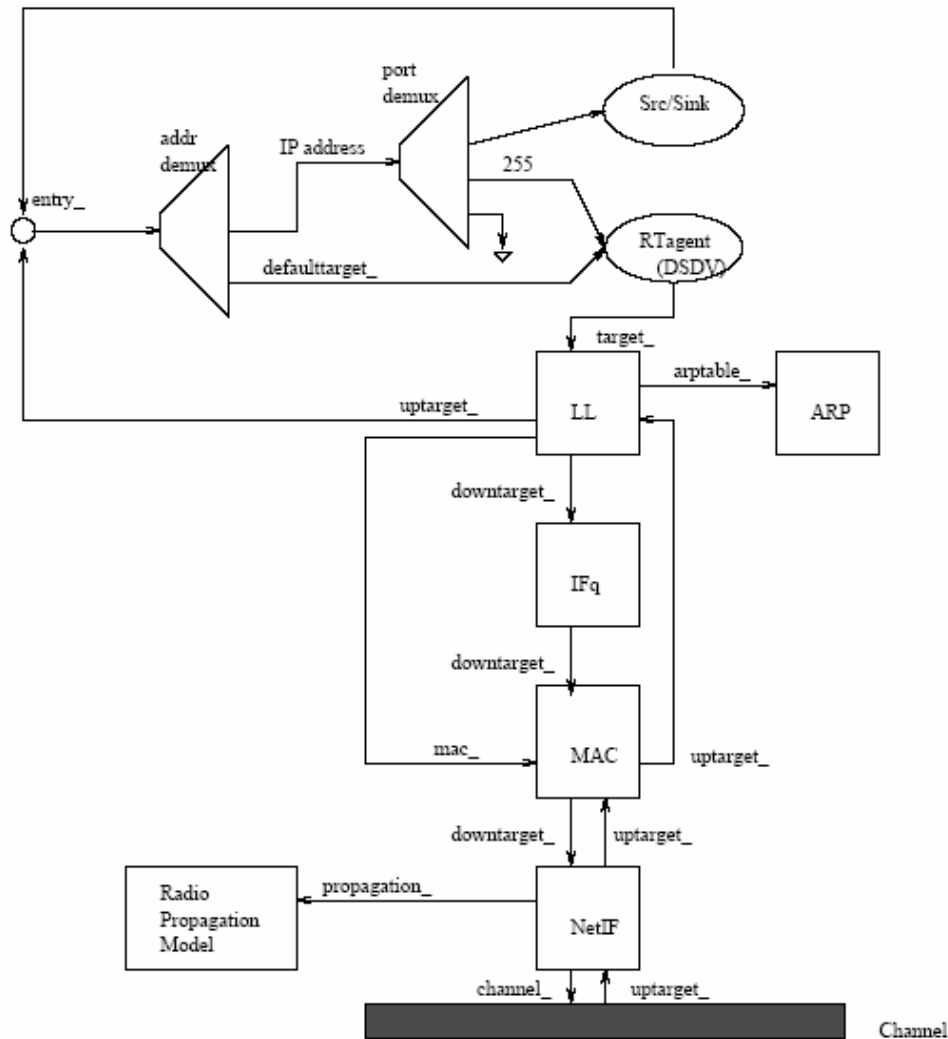 port
demux
Src/Sink
addr
demux
IP address
255
entry_
RTagent
(DSDV)
defaulttarget_
target_
arptable_
uptarget_
LL
ARP
downtarget_
IFq
downtarget_
mac_
MAC
uptarget_
downtarget_
uptarget_
propagation_
Radio
Propagation
Model
NetIF
channel_
uptarget_
Channel